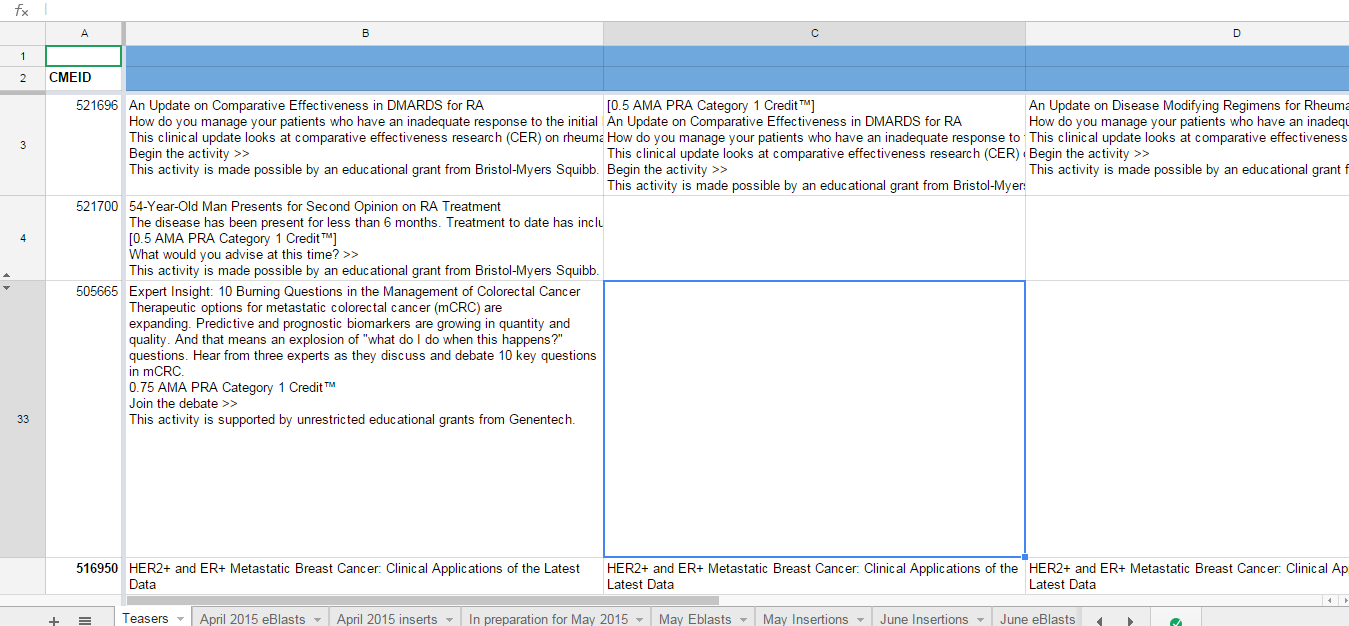 fx
A B C D
1
2 CMEID
3 521696
An Update on Comparative Effectiveness in DMARDS for RA
How do you manage your patients who have an inadequate response to the initial
This clinical update looks at comparative effectiveness research (CER) on
Begin the activity >>
This activity is made possible by an educational grant from Bristol-Myers Squibb.
[0.5 AMA PRA Category 1 Credit™]
An Update on Comparative Effectiveness in DMARDS for RA
How do you manage your patients who have an inadequate response to
This clinical update looks at comparative effectiveness research (CER)
Begin the activity >>
This activity is made possible by an educational grant from Bristol-Myers
An Update on Disease Modifying Regimens for
How do you manage your patients who have an
This clinical update looks at comparative effectiveness
Begin the activity >>
This activity is made possible by an educational grant
4 521700
54-Year-Old Man Presents for Second Opinion on RA Treatment
The disease has been present for less than 6 months. Treatment to date has
[0.5 AMA PRA Category 1 Credit™]
What would you advise at this time? >>
This activity is made possible by an educational grant from Bristol-Myers Squibb.
33 505665
Expert Insight: 10 Burning Questions in the Management of Colorectal Cancer
Therapeutic options for metastatic colorectal cancer (mCRC) are
expanding. Predictive and prognostic biomarkers are growing in quantity and
quality. And that means an explosion of "what do I do when this happens?"
questions. Hear from three experts as they discuss and debate 10 key questions
in mCRC.
0.75 AMA PRA Category 1 Credit™
Join the debate >>
This activity is supported by unrestricted educational grants from Genentech.
516950
HER2+ and ER+ Metastatic Breast Cancer: Clinical Applications of the Latest
Data
HER2+ and ER+ Metastatic Breast Cancer: Clinical Applications of the
Latest Data
HER2+ and ER+ Metastatic Breast Cancer: Clinical
Latest Data
Teasers April 2015 eBlasts April 2015 inserts In preparation for May 2015 May Eblasts May Insertions June Insertions June eBlasts